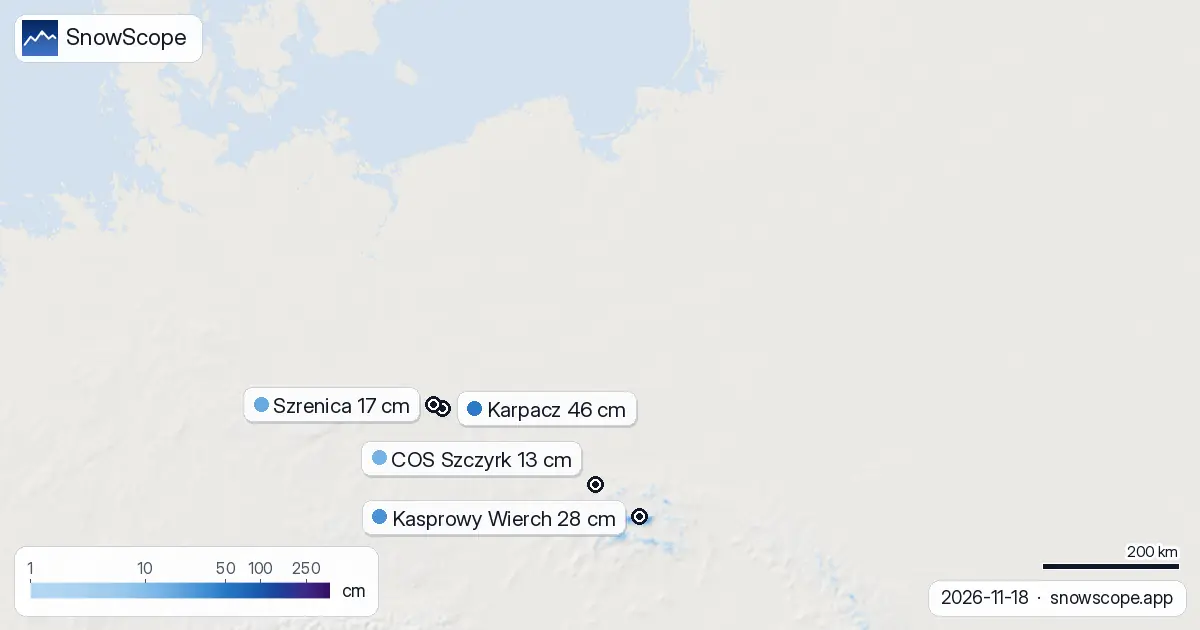 SnowScope
Szrenica 17 cm
Karpacz 46 cm
COS Szczyrk 13 cm
Kasprowy Wierch 28 cm
1 10 50 100 250
cm
200 km
2026-11-18 · snowscope.app